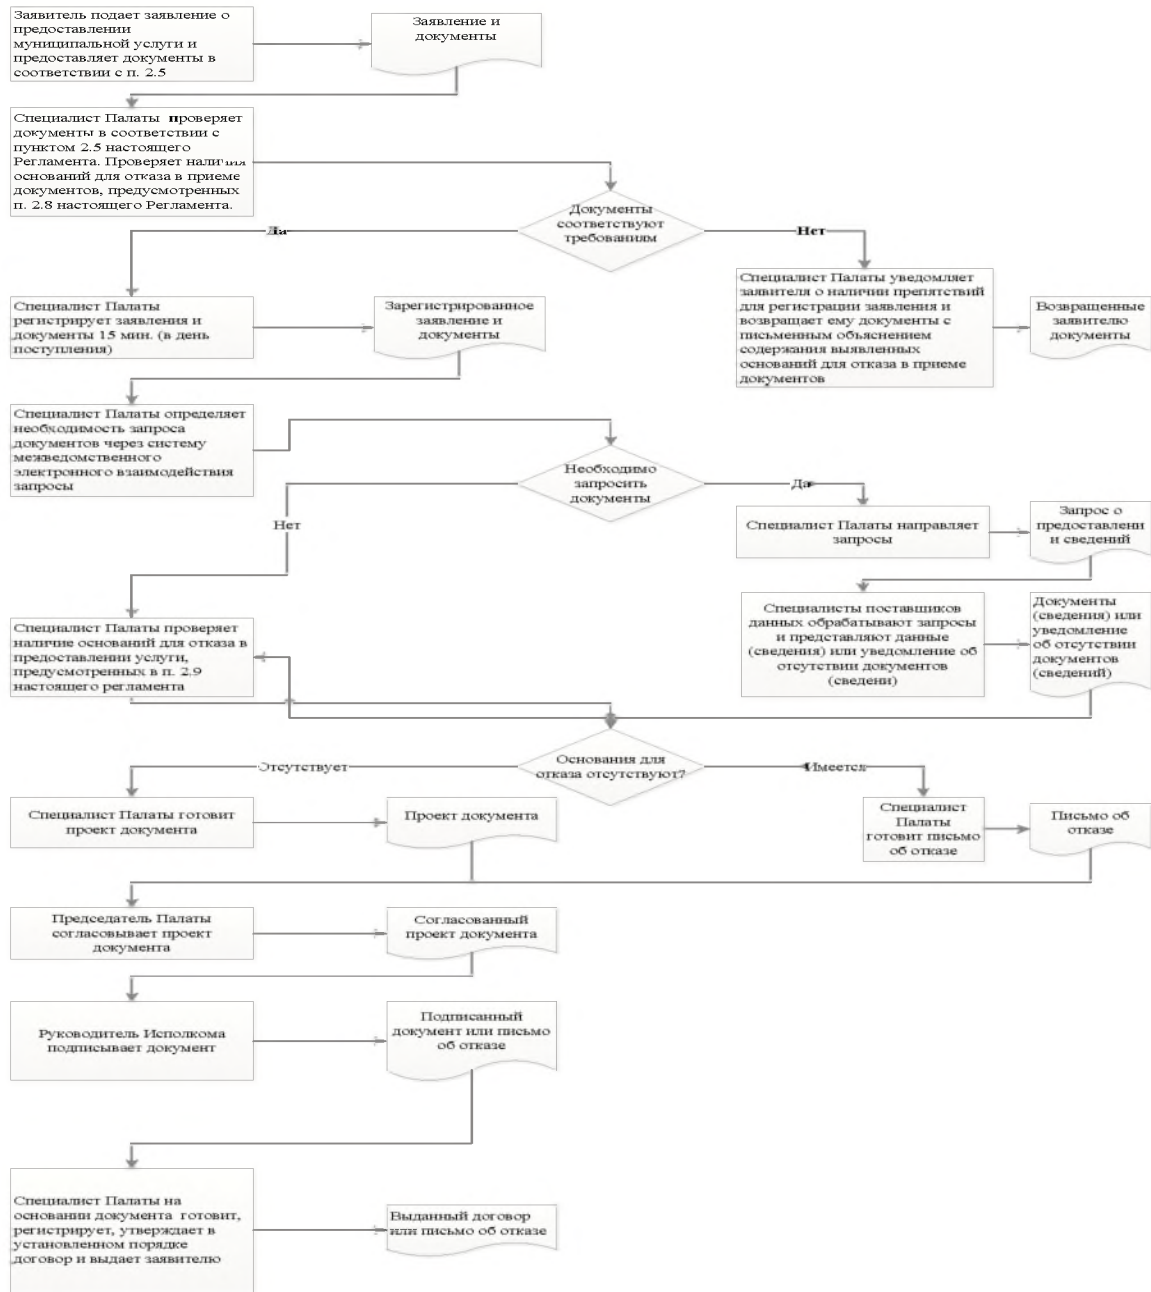 Заявитель подает заявление о
предоставлении
муниципальной услуги и
предоставляет документы в
соответствии с п. 2.5
Заявление и
документы
Специалист Палаты проверяет
документы в соответствии с
пунктом 2.5 настоящего
Регламента. Проверяет наличия
оснований для отказа в приеме
документов, предусмотренных
п. 2.8 настоящего Регламента.
Документы
соответствуют
требованиям
Да
Нет
Специалист Палаты
регистрирует заявления и
документы 15 мин. (в день
поступления)
Зарегистрированное
заявление и
документы
Специалист Палаты уведомляет
заявителя о наличии препятствий
для регистрации заявления и
возвращает ему документы с
письменным объяснением
содержания выявленных
оснований для отказа в приеме
документов
Возвращенные
заявителю
документы
Специалист Палаты определяет
необходимость запроса
документов через систему
межведомственного
электронного взаимодействия
запросы
Необходимо
запросить
документы
Да
Нет
Специалист Палаты направляет
запросы
Запрос о
предоставлени
и сведений
Специалисты поставщиков
данных обрабатывают запросы
и представляют данные
(сведения) или уведомление об
отсутствии документов
(сведени)
Документы
(сведения) или
уведомление
об отсутствии
документов
(сведений)
Специалист Палаты проверяет
наличие оснований для отказа в
предоставлении услуги,
предусмотренных в п. 2.9
настоящего регламента
Основания для
отказа отсутствуют?
Отсутствует
Имеется
Специалист Палаты готовит
проект документа
Проект документа
Специалист
Палаты
готовит письмо
об отказе
Письмо об
отказе
Председатель Палаты
согласовывает проект
документа
Согласованный
проект документа
Руководитель Исполкома
подписывает документ
Подписанный
документ или письмо
об отказе
Специалист Палаты на
основании документа готовит,
регистрирует, утверждает в
установленном порядке
договор и выдает заявителю
Выданный договор
или письмо об отказе